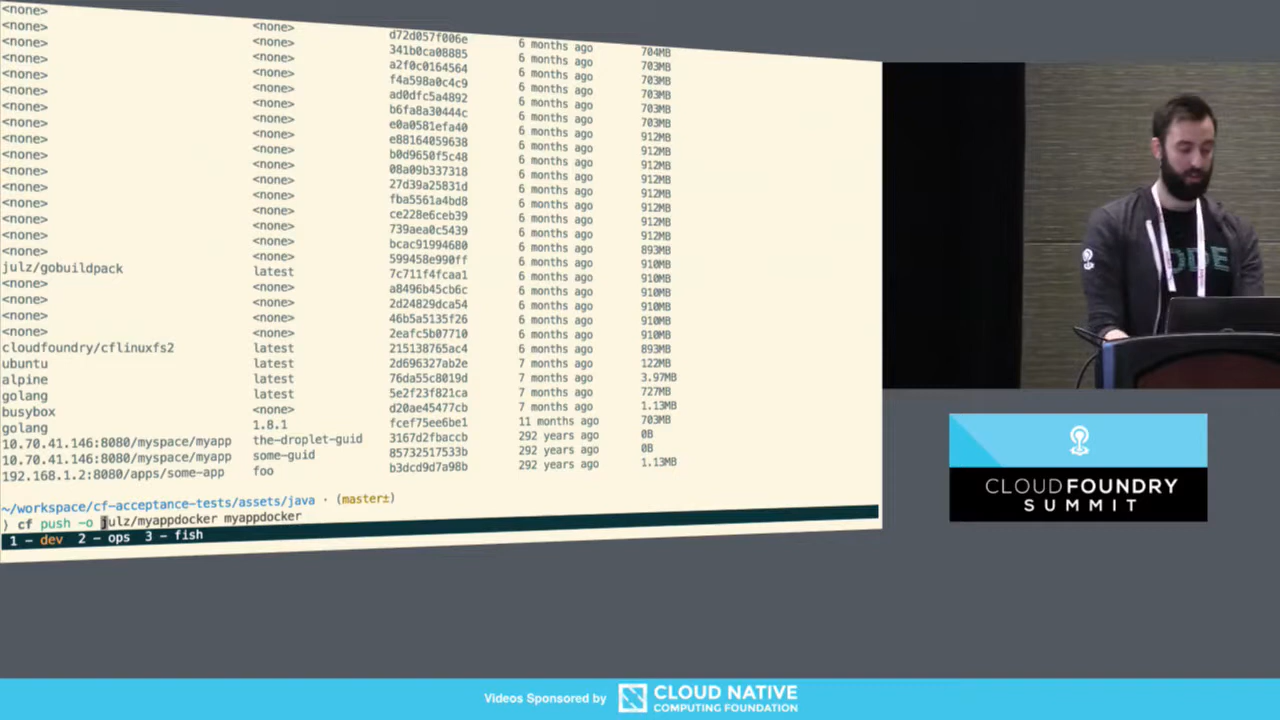 <none>
<none> <none> d72d057f006e 6 months ago 704MB
<none> <none> 341b0ca08885 6 months ago 703MB
<none> <none> a2f0c0164564 6 months ago 703MB
<none> <none> f4a598a0c4c9 6 months ago 703MB
<none> <none> ad0dfc5a4892 6 months ago 703MB
<none> <none> b6fa8a30444c 6 months ago 703MB
<none> <none> e0a0581efa40 6 months ago 912MB
<none> <none> e88164059638 6 months ago 912MB
<none> <none> b0d9650f5c48 6 months ago 912MB
<none> <none> 08a09b337318 6 months ago 912MB
<none> <none> 27d39a25831d 6 months ago 912MB
<none> <none> fba5561a4bd8 6 months ago 912MB
<none> <none> ce228e6ceb39 6 months ago 912MB
<none> <none> 739aea0c5439 6 months ago 912MB
<none> <none> bcac91994680 6 months ago 893MB
julz/gobuildpack latest 599458e990ff 6 months ago 910MB
<none> <none> 7c711f4fcaa1 6 months ago 910MB
<none> <none> a8496b45cb6c 6 months ago 910MB
<none> <none> 2d24829dca54 6 months ago 910MB
<none> <none> 46b5a5135f26 6 months ago 910MB
cloudfoundry/cflinuxfs2 latest 2eafc5b07710 6 months ago 910MB
ubuntu latest 215138765ac4 6 months ago 893MB
alpine latest 2d696327ab2e 7 months ago 122MB
golang latest 76da55c8019d 7 months ago 3.97MB
busybox <none> 5e2f23f821ca 7 months ago 727MB
golang 1.8.1 d20ae45477cb 7 months ago 1.13MB
fcef75ee6be1 11 months ago 703MB
10.70.41.146:8080/myspace/myapp the-droplet-guid 3167d2fbaccb 292 years ago 0B
10.70.41.146:8080/myspace/myapp some-guid 85732517533b 292 years ago 0B
192.168.1.2:8080/apps/some-app foo b3dcd9d7a98b 292 years ago 1.13MB
~/workspace/cf-acceptance-tests/assets/java · (master±)
) cf push -o julz/myappdocker myappdocker
1 - dev 2 - ops 3 - fish
CLOUD FOUNDRY
SUMMIT
Videos Sponsored by
CLOUD NATIVE
COMPUTING FOUNDATION